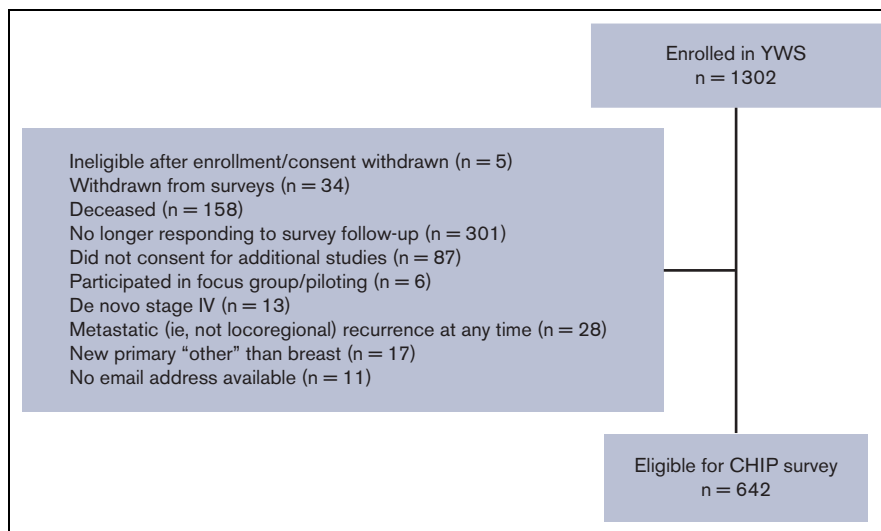 Enrolled in YWS
n = 1302
Ineligible after enrollment/consent withdrawn (n = 5)
Withdrawn from surveys (n = 34)
Deceased (n = 158)
No longer responding to survey follow-up (n = 301)
Did not consent for additional studies (n = 87)
Participated in focus group/piloting (n = 6)
De novo stage IV (n = 13)
Metastatic (ie, not locoregional) recurrence at any time (n = 28)
New primary “other” than breast (n = 17)
No email address available (n = 11)
Eligible for CHIP survey
n = 642